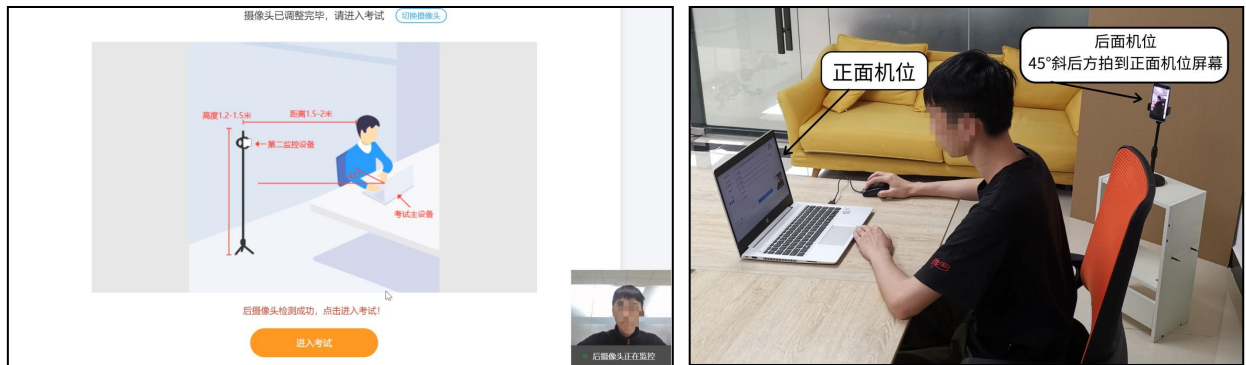 摄像头已调整完毕，请进入考试
切换摄像头
高度1.2-1.5米
距离1.5-2米
第二监控设备
考试主设备
后摄像头检测成功，点击进入考试!
进入考试
后摄像头正在监控
正面机位
后面机位
45°斜后方拍到正面机位屏幕